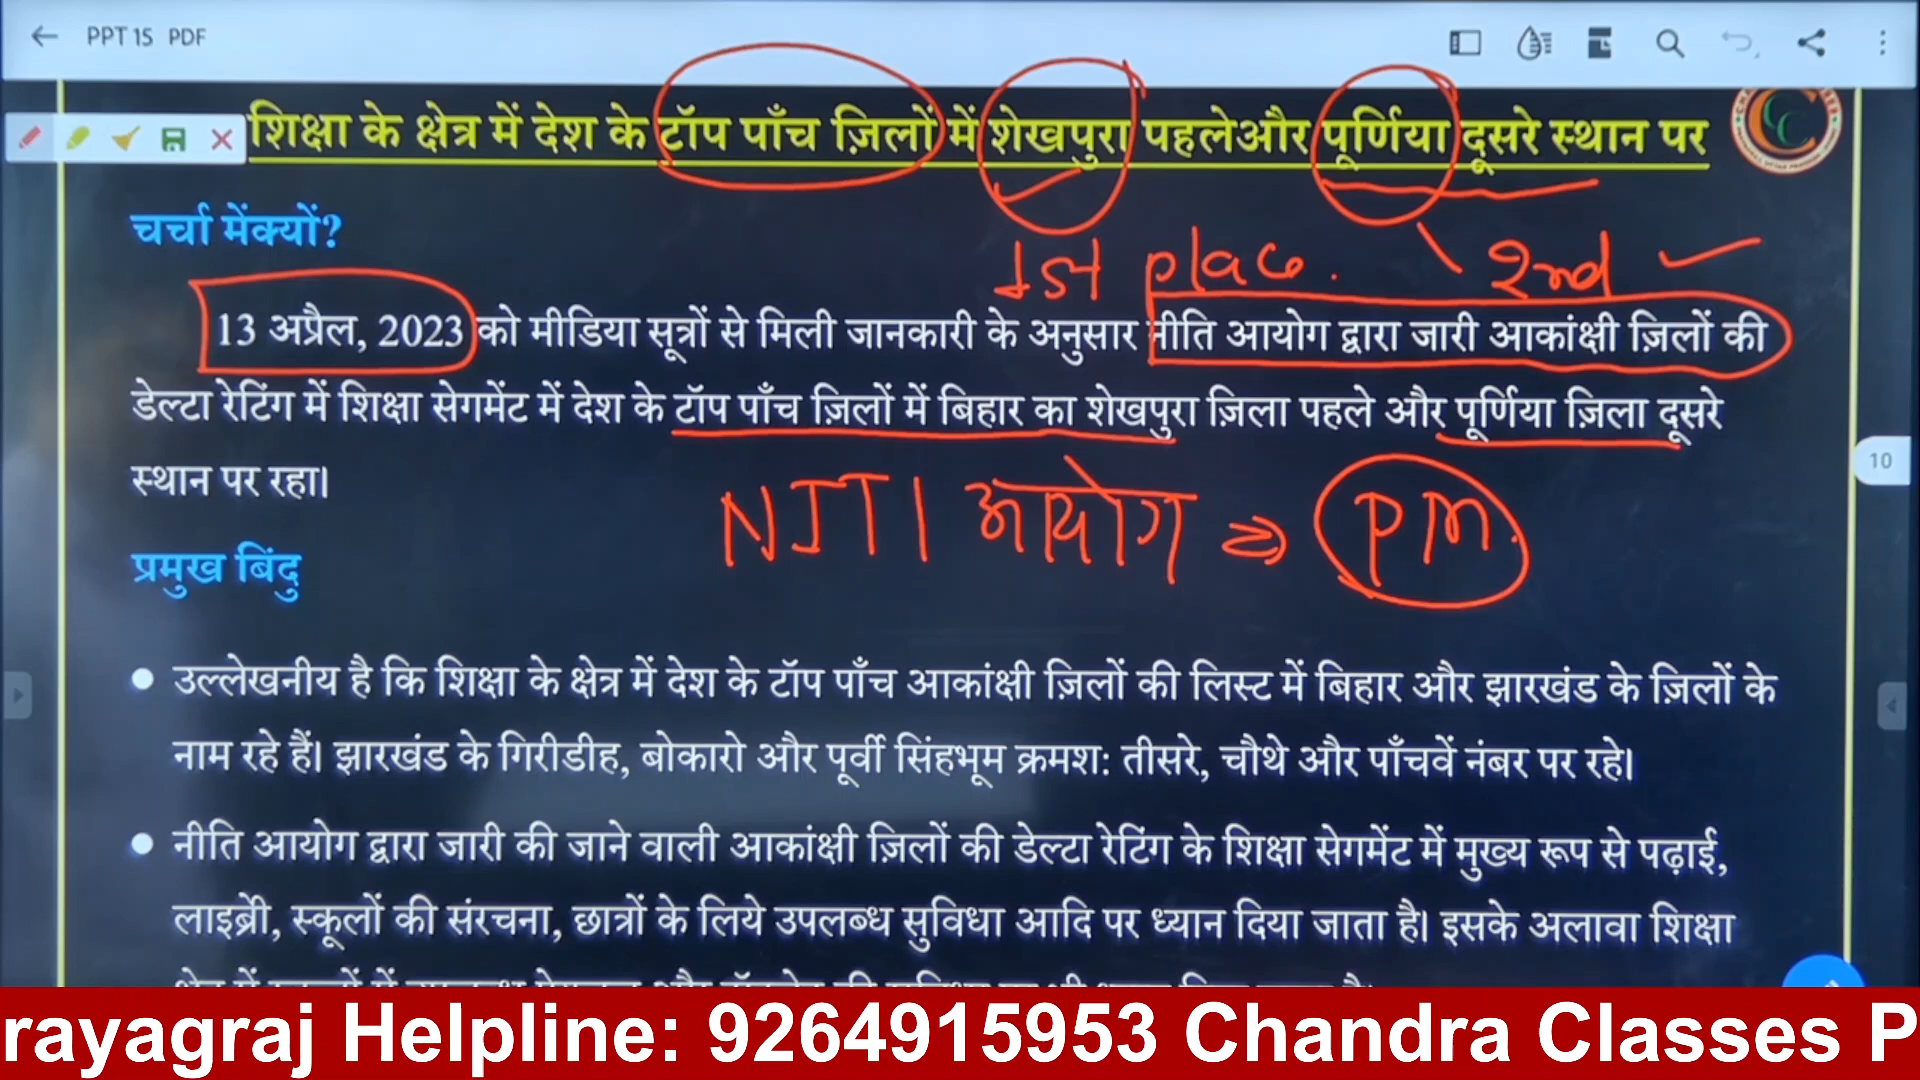 PPT 15 PDF
शिक्षा के क्षेत्र में देश के टॉप पाँच ज़िलों में शेखपुरा पहलेऔर पूर्णिया दूसरे स्थान पर
चर्चा मेंक्यों?
1st place. 2nd
13 अप्रैल, 2023 को मीडिया सूत्रों से मिली जानकारी के अनुसार नीति आयोग द्वारा जारी आकांक्षी ज़िलों की
डेल्टा रेटिंग में शिक्षा सेगमेंट में देश के टॉप पाँच ज़िलों में बिहार का शेखपुरा ज़िला पहले और पूर्णिया ज़िला दूसरे
10
स्थान पर रहा।
NITI आयोग ⇒ PM.
प्रमुख बिंदु
• उल्लेखनीय है कि शिक्षा के क्षेत्र में देश के टॉप पाँच आकांक्षी ज़िलों की लिस्ट में बिहार और झारखंड के ज़िलों के
नाम रहे हैं। झारखंड के गिरीडीह, बोकारो और पूर्वी सिंहभूम क्रमश: तीसरे, चौथे और पाँचवें नंबर पर रहे।
• नीति आयोग द्वारा जारी की जाने वाली आकांक्षी ज़िलों की डेल्टा रेटिंग के शिक्षा सेगमेंट में मुख्य रूप से पढ़ाई,
लाइब्रेी, स्कूलों की संरचना, छात्रों के लिये उपलब्ध सुविधा आदि पर ध्यान दिया जाता है। इसके अलावा शिक्षा
rayagraj Helpline: 9264915953 Chandra Classes P